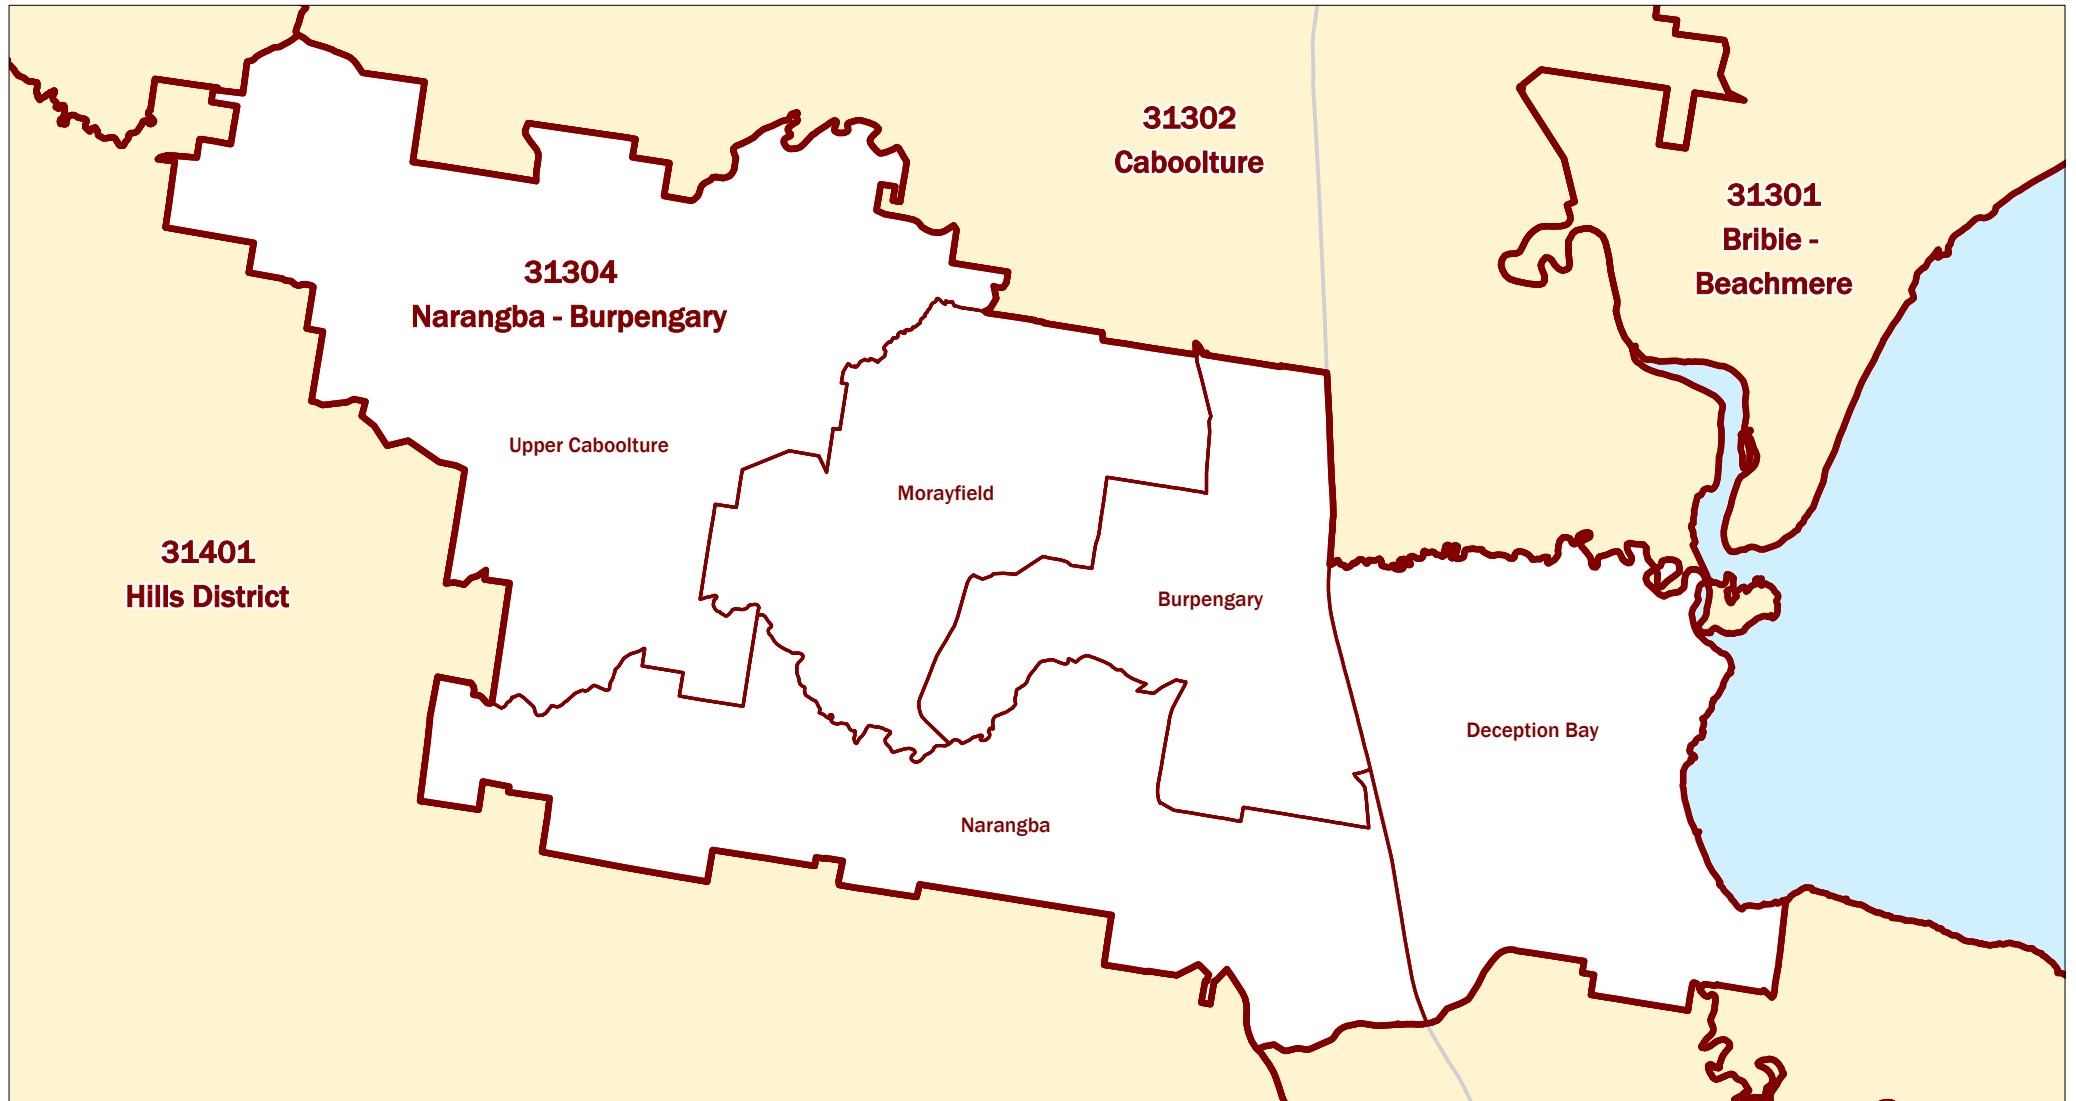 31302
Caboolture
31301
Bribie -
Beachmere
31304
Narangba - Burpengary
Upper Caboolture
Morayfield
31401
Hills District
Burpengary
Deception Bay
Narangba